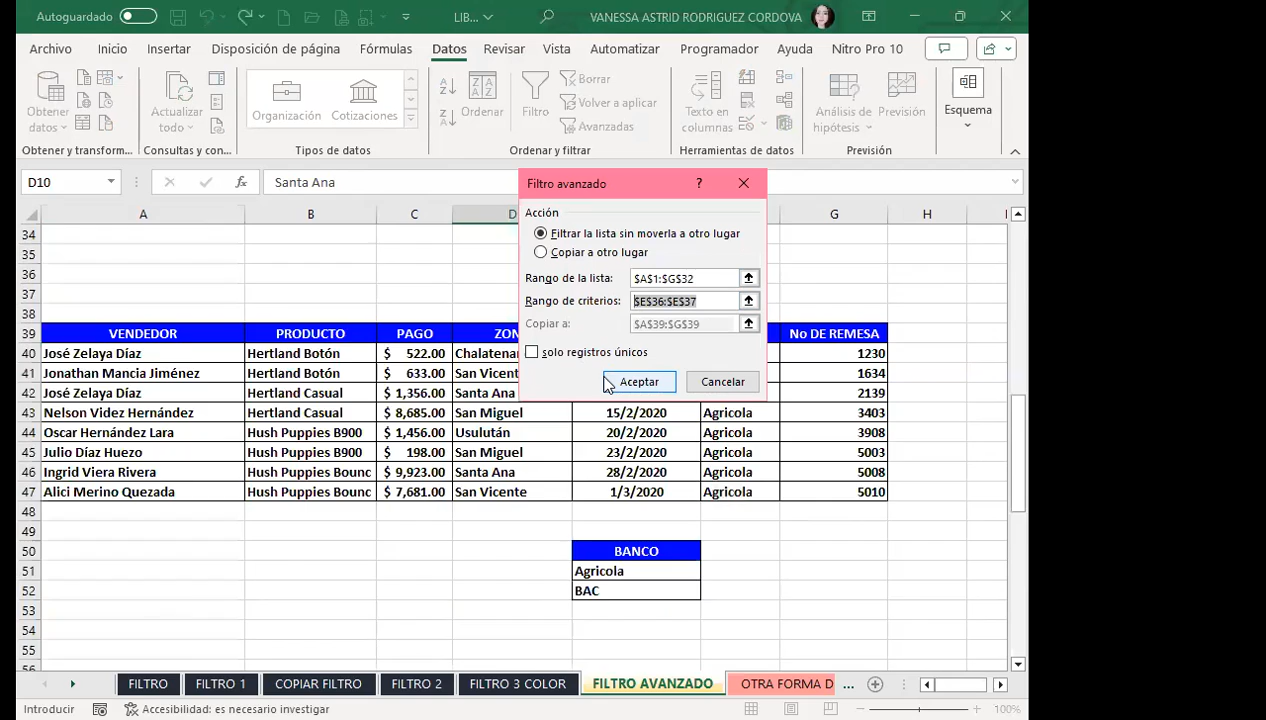 Autoguardado LIB... VANESSA ASTRID RODRIGUEZ CORDOVA
Archivo Inicio Insertar Disposición de página Fórmulas Datos Revisar Vista Automatizar Programador Ayuda Nitro Pro 10
Obtener datos
Actualizar todo
Organización Cotizaciones
Ordenar
Filtro
Borrar
Volver a aplicar
Avanzadas
Texto en columnas
Análisis de hipótesis
Previsión
Esquema
Obtener y transform... Consultas y con... Tipos de datos Ordenar y filtrar Herramientas de datos Previsión
D10 fx Santa Ana
Filtro avanzado ?
Acción
Filtrar la lista sin moverla a otro lugar
Copiar a otro lugar
Rango de la lista: $A$1:$G$32
Rango de criterios: $E$36:$E$37
Copiar a: $A$39:$G$39
Solo registros únicos
Aceptar Cancelar
A B C D G H I
34
35
36
37
38
39 VENDEDOR PRODUCTO PAGO ZON No DE REMESA
40 José Zelaya Díaz Hertland Botón $ 522.00 Chalatenan 1230
41 Jonathan Mancia Jiménez Hertland Botón $ 633.00 San Vicente 1634
42 José Zelaya Díaz Hertland Casual $ 1,356.00 Santa Ana 2139
43 Nelson Videz Hernández Hertland Casual $ 8,685.00 San Miguel 15/2/2020 Agricola 3403
44 Oscar Hernández Lara Hush Puppies B900 $ 1,456.00 Usulután 20/2/2020 Agricola 3908
45 Julio Díaz Huezo Hush Puppies B900 $ 198.00 San Miguel 23/2/2020 Agricola 5003
46 Ingrid Viera Rivera Hush Puppies Bounc $ 9,923.00 Santa Ana 28/2/2020 Agricola 5008
47 Alici Merino Quezada Hush Puppies Bounc $ 7,681.00 San Vicente 1/3/2020 Agricola 5010
48
49
50 BANCO
51 Agricola
52 BAC
53
54
55
56
FILTRO FILTRO 1 COPIAR FILTRO FILTRO 2 FILTRO 3 COLOR FILTRO AVANZADO OTRA FORMA D ...
Introducir Accesibilidad: es necesario investigar 100%